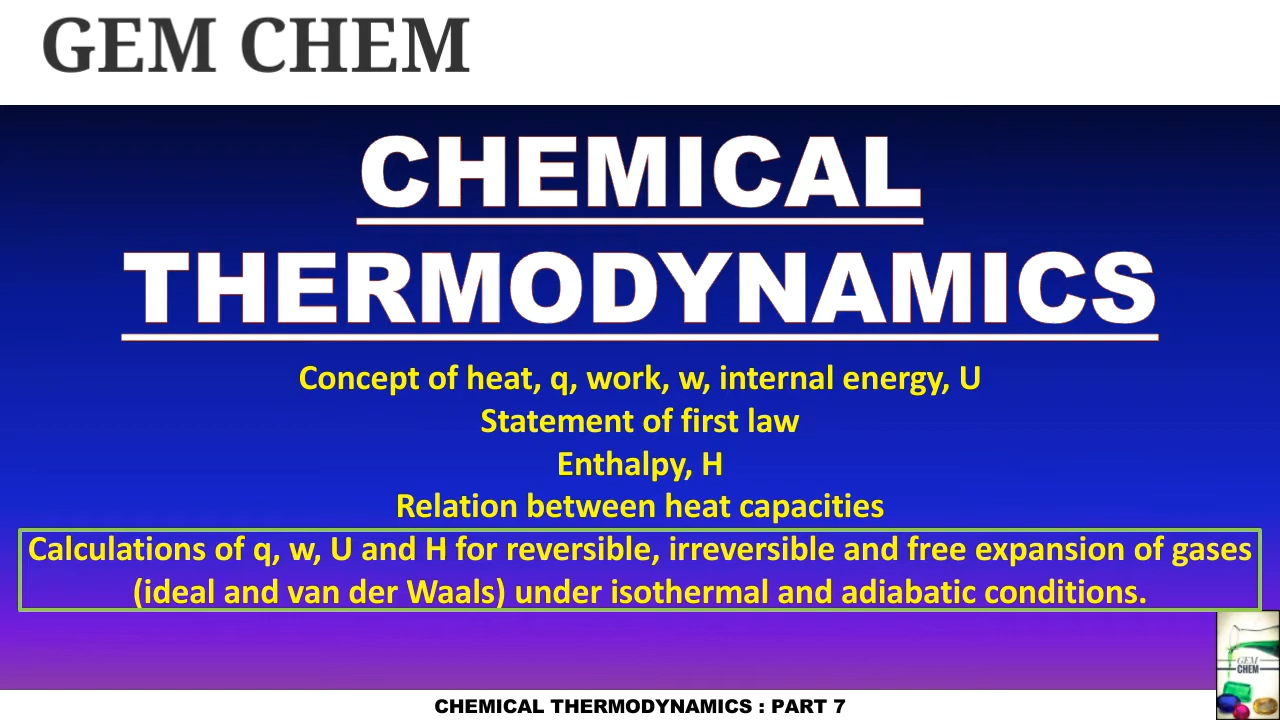 GEM CHEM
CHEMICAL
THERMODYNAMICS
Concept of heat, q, work, w, internal energy, U
Statement of first law
Enthalpy, H
Relation between heat capacities
Calculations of q, w, U and H for reversible, irreversible and free expansion of gases
(ideal and van der Waals) under isothermal and adiabatic conditions.
GEM
CHEM
CHEMICAL THERMODYNAMICS : PART 7